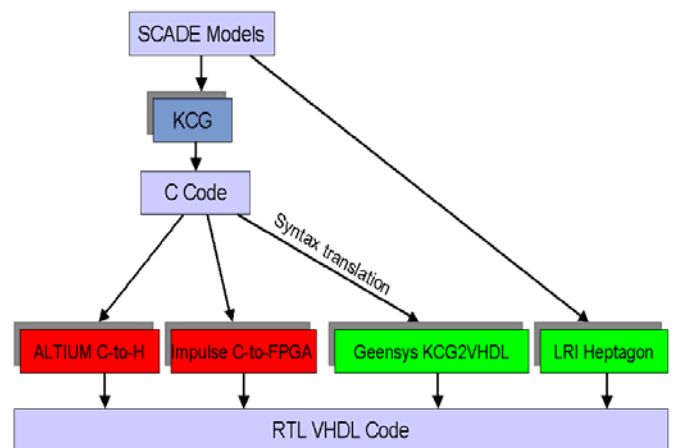 SCADE Models
KCG
C Code
Syntax translation
ALTIUM C-to-H
Impulse C-to-FPGA
Geensys KCG2VHDL
LRI Heptagon
RTL VHDL Code